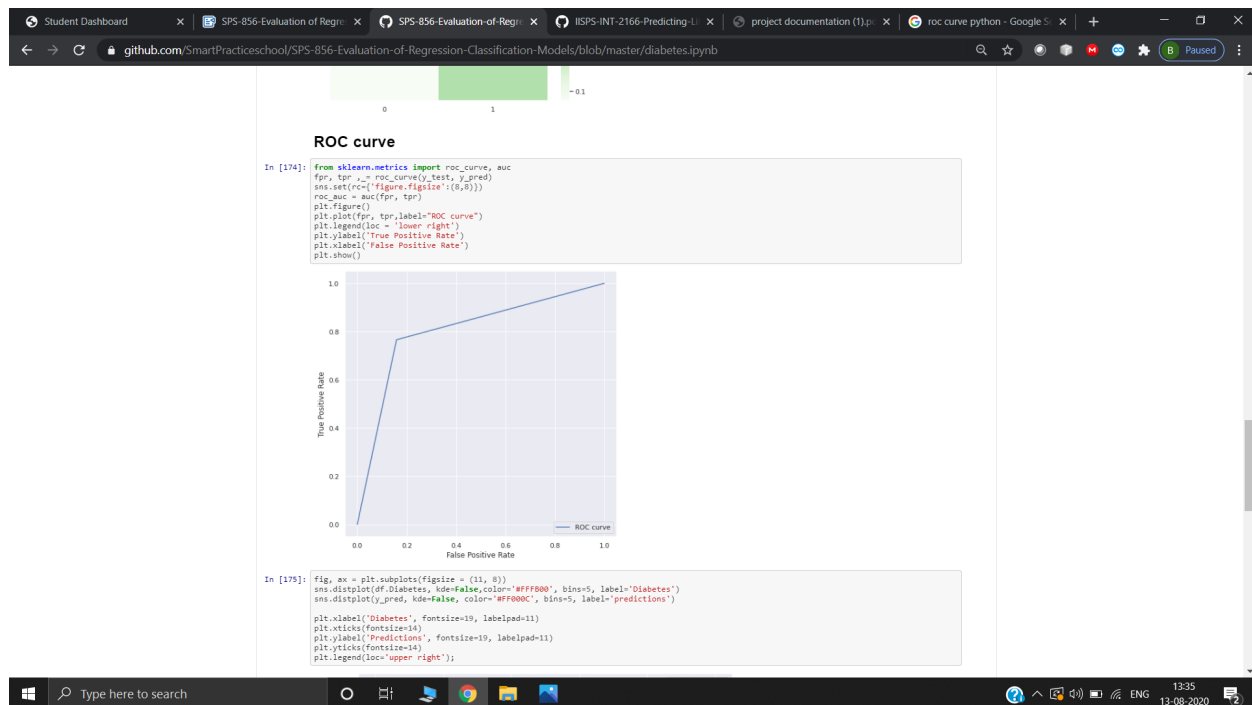 Student Dashboard
SPS-856-Evaluation of Regre
SPS-856-Evaluation-of-Regre
IISPS-INT-2166-Predicting-Li
project documentation (1).pd
roc curve python - Google Se
github.com/SmartPracticeschool/SPS-856-Evaluation-of-Regression-Classification-Models/blob/master/diabetes.ipynb
B Paused
0.1
0 1
ROC curve
In [174]: from sklearn.metrics import roc_curve, auc
fpr, tpr ,_= roc_curve(y_test, y_pred)
sns.set(rc={'figure.figsize':(8,8)})
roc_auc = auc(fpr, tpr)
plt.figure()
plt.plot(fpr, tpr,label="ROC curve")
plt.legend(loc = 'lower right')
plt.ylabel('True Positive Rate')
plt.xlabel('False Positive Rate')
plt.show()
1.0
0.8
0.6
0.4
0.2
0.0
True Positive Rate
ROC curve
0.0 0.2 0.4 0.6 0.8 1.0
False Positive Rate
In [175]: fig, ax = plt.subplots(figsize = (11, 8))
sns.distplot(df.Diabetes, kde=False,color='#FFFB00', bins=5, label='Diabetes')
sns.distplot(y_pred, kde=False, color='#FF000C', bins=5, label='predictions')
plt.xlabel('Diabetes', fontsize=19, labelpad=11)
plt.xticks(fontsize=14)
plt.ylabel('Predictions', fontsize=19, labelpad=11)
plt.yticks(fontsize=14)
plt.legend(loc='upper right');
Type here to search
ENG
13:35
13-08-2020
2